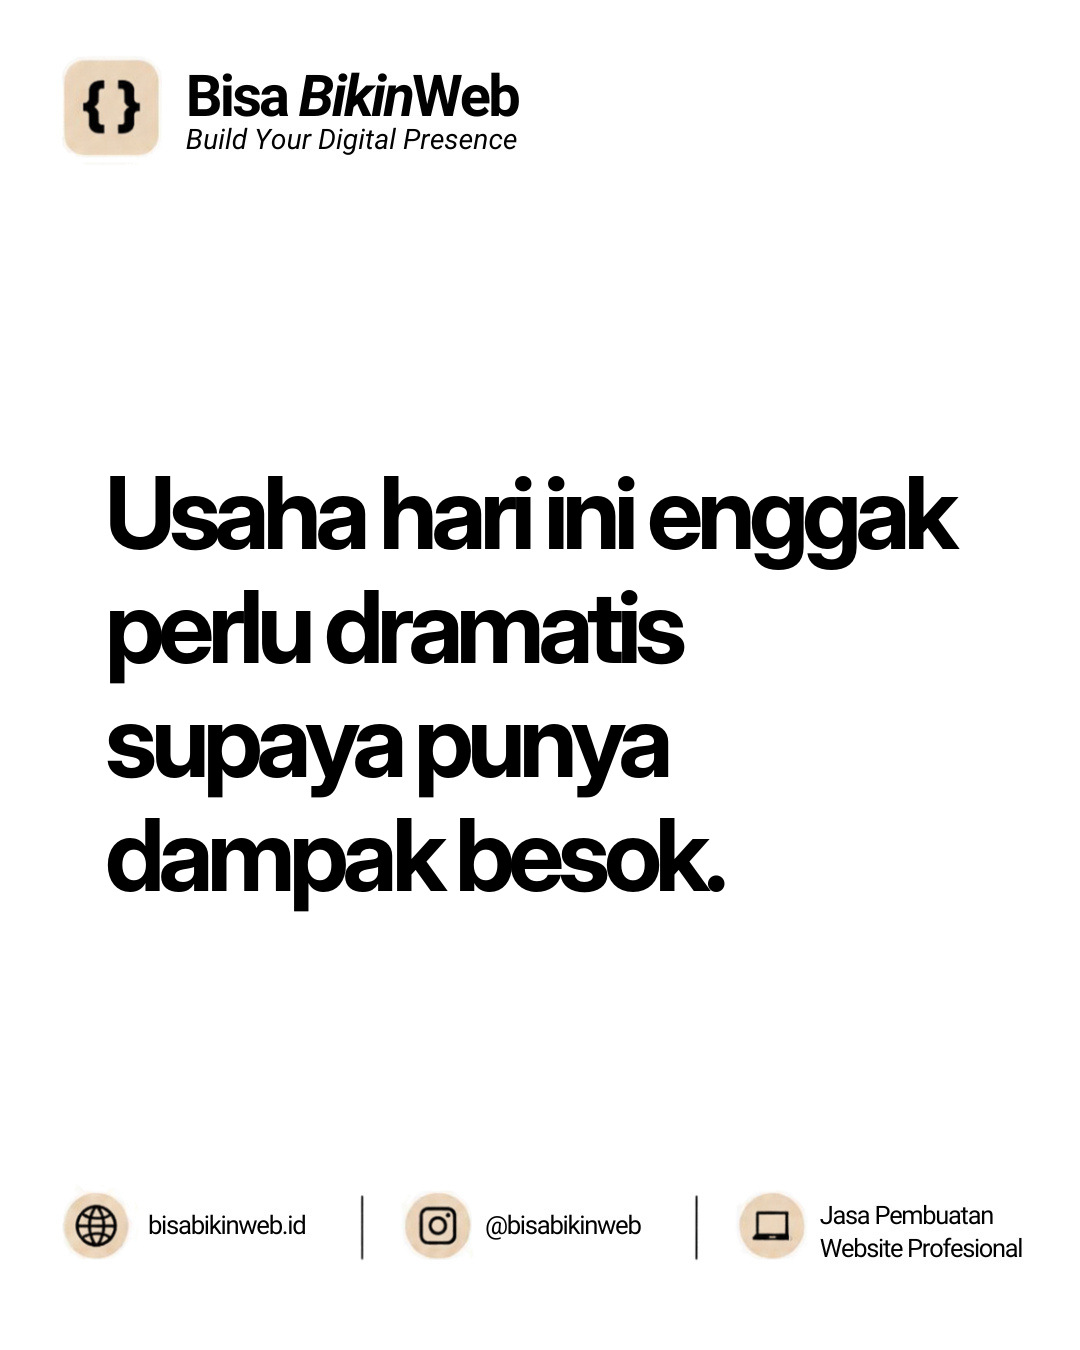 { }
Bisa BikinWeb
Build Your Digital Presence
Usaha hari ini enggak
perlu dramatis
supaya punya
dampak besok.
bisabikinweb.id
@bisabikinweb
Jasa Pembuatan
Website Profesional